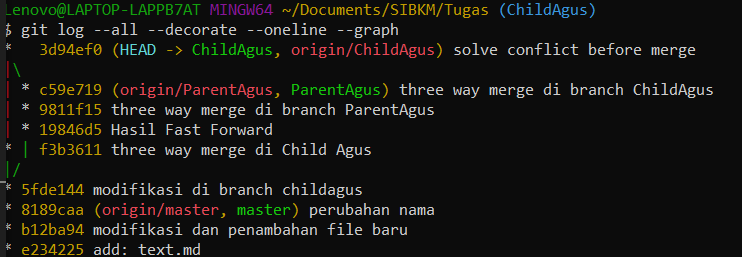 Lenovo@LAPTOP-LAPPB7AT MINGW64 ~/Documents/SIBKM/Tugas (ChildAgus)
$ git log --all --decorate --oneline --graph
*   3d94ef0 (HEAD -> ChildAgus, origin/ChildAgus) solve conflict before merge
|\
| * c59e719 (origin/ParentAgus, ParentAgus) three way merge di branch ChildAgus
| * 9811f15 three way merge di branch ParentAgus
| * 19846d5 Hasil Fast Forward
* | f3b3611 three way merge di Child Agus
|/
* 5fde144 modifikasi di branch childagus
* 8189caa (origin/master, master) perubahan nama
* b12ba94 modifikasi dan penambahan file baru
* e234225 add: text.md